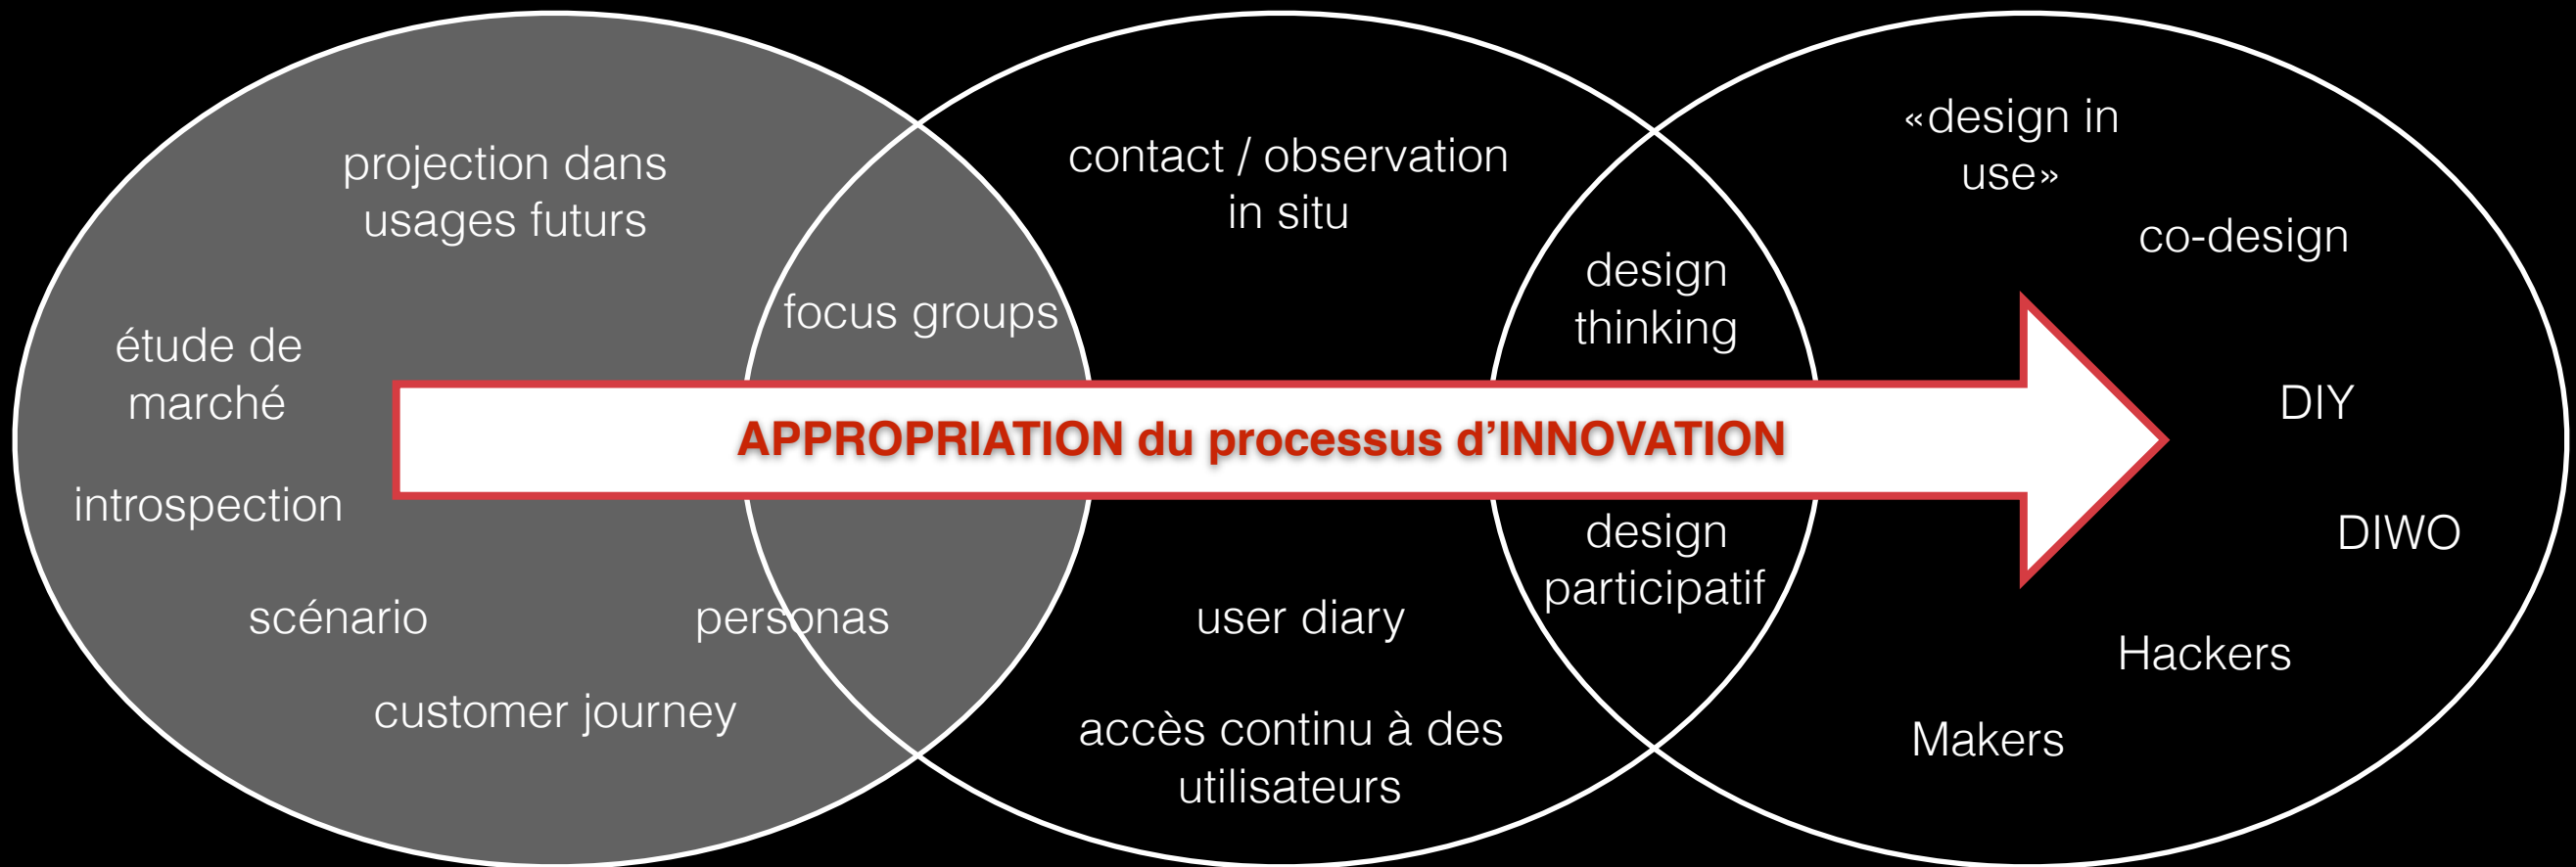 projection dans
usages futurs
étude de
marché
introspection
scénario
personas
customer journey
focus groups
contact / observation
in situ
APPROPRIATION du processus d’INNOVATION
user diary
accès continu à des
utilisateurs
design
thinking
design
participatif
«design in
use»
co-design
DIY
DIWO
Hackers
Makers